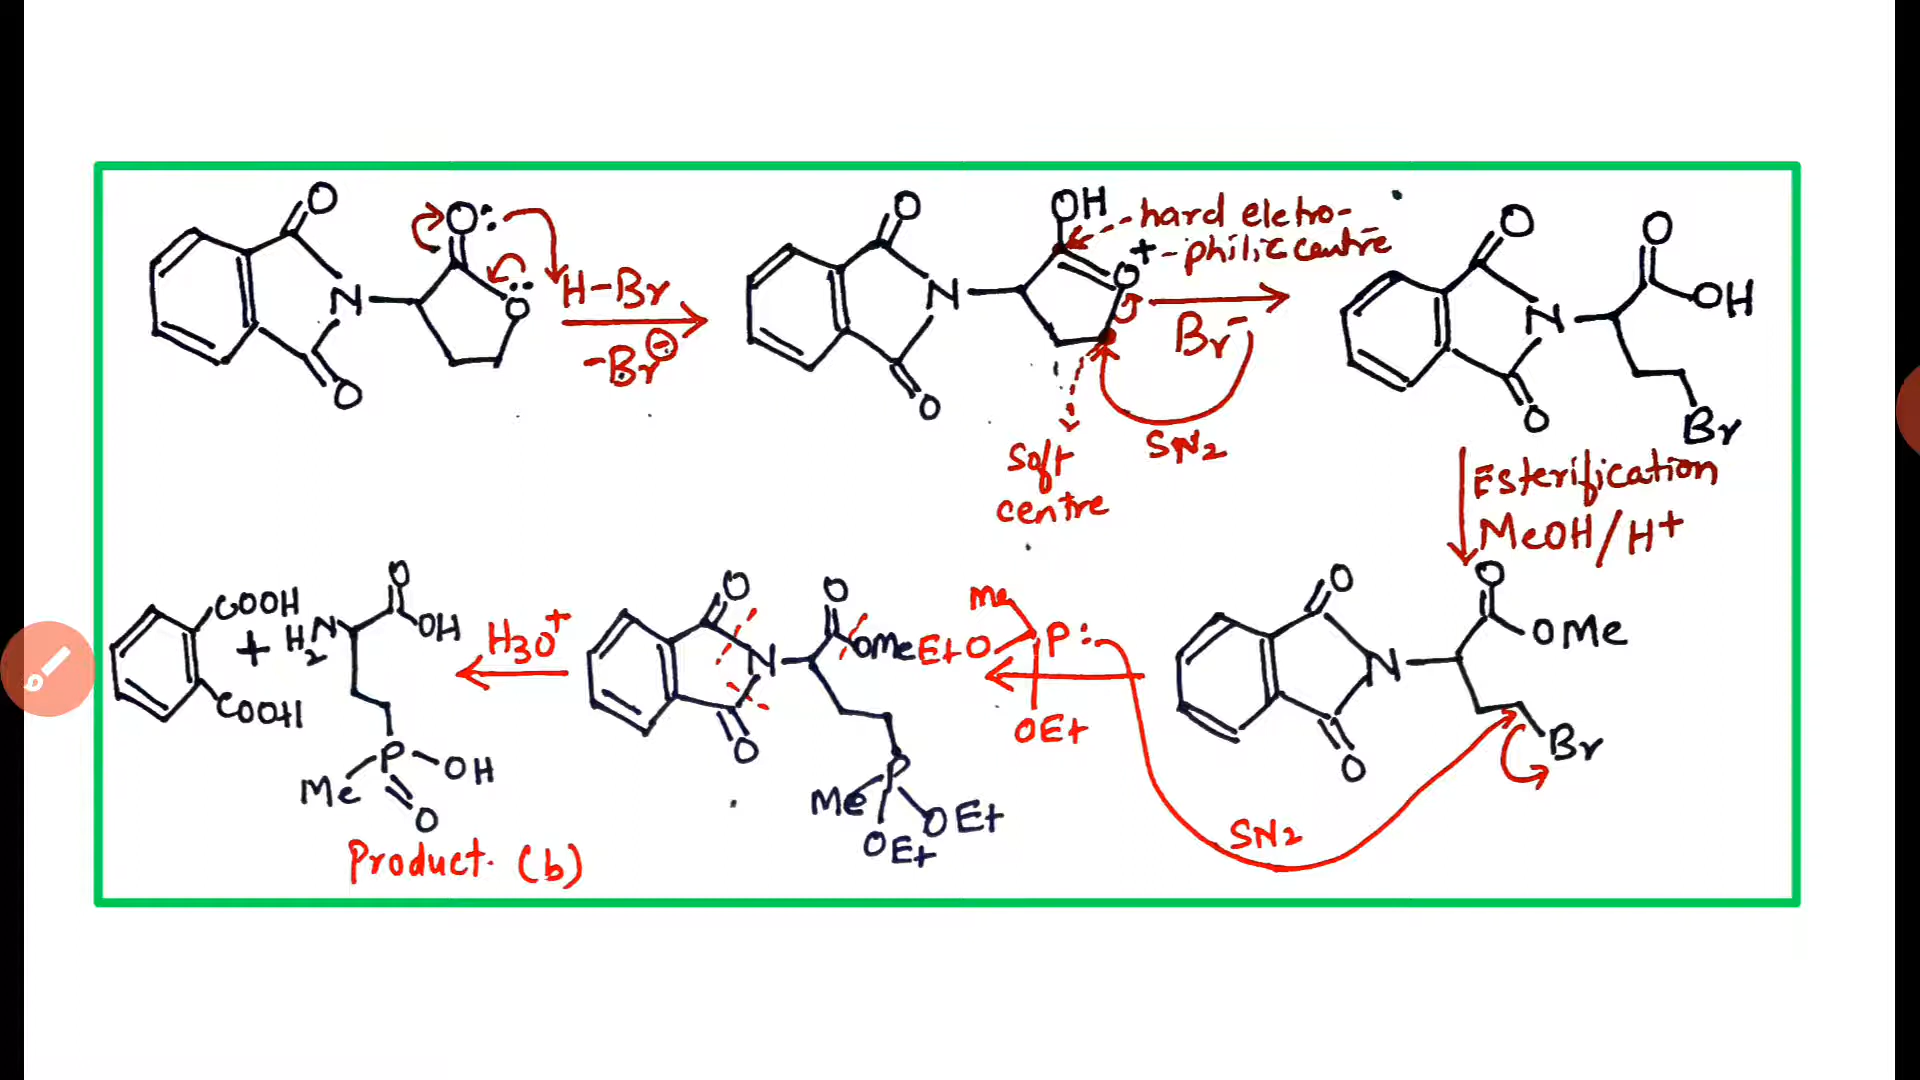 O
O
N
O
O
H-Br
-Br⊖
O
O
N
OH
+
O
hard eletro-
-philic centre
Soft
centre
Br-
SN2
O
O
N
O
OH
Br
Esterification
MeOH/H+
O
O
N
O
OMe
Br
SN2
Me
EtO
P:
OEt
O
O
N
O
OMe
P
Me
OEt
OEt
H3O+
COOH
COOH
+
H2N
O
OH
P
OH
Me
O
Product. (b)